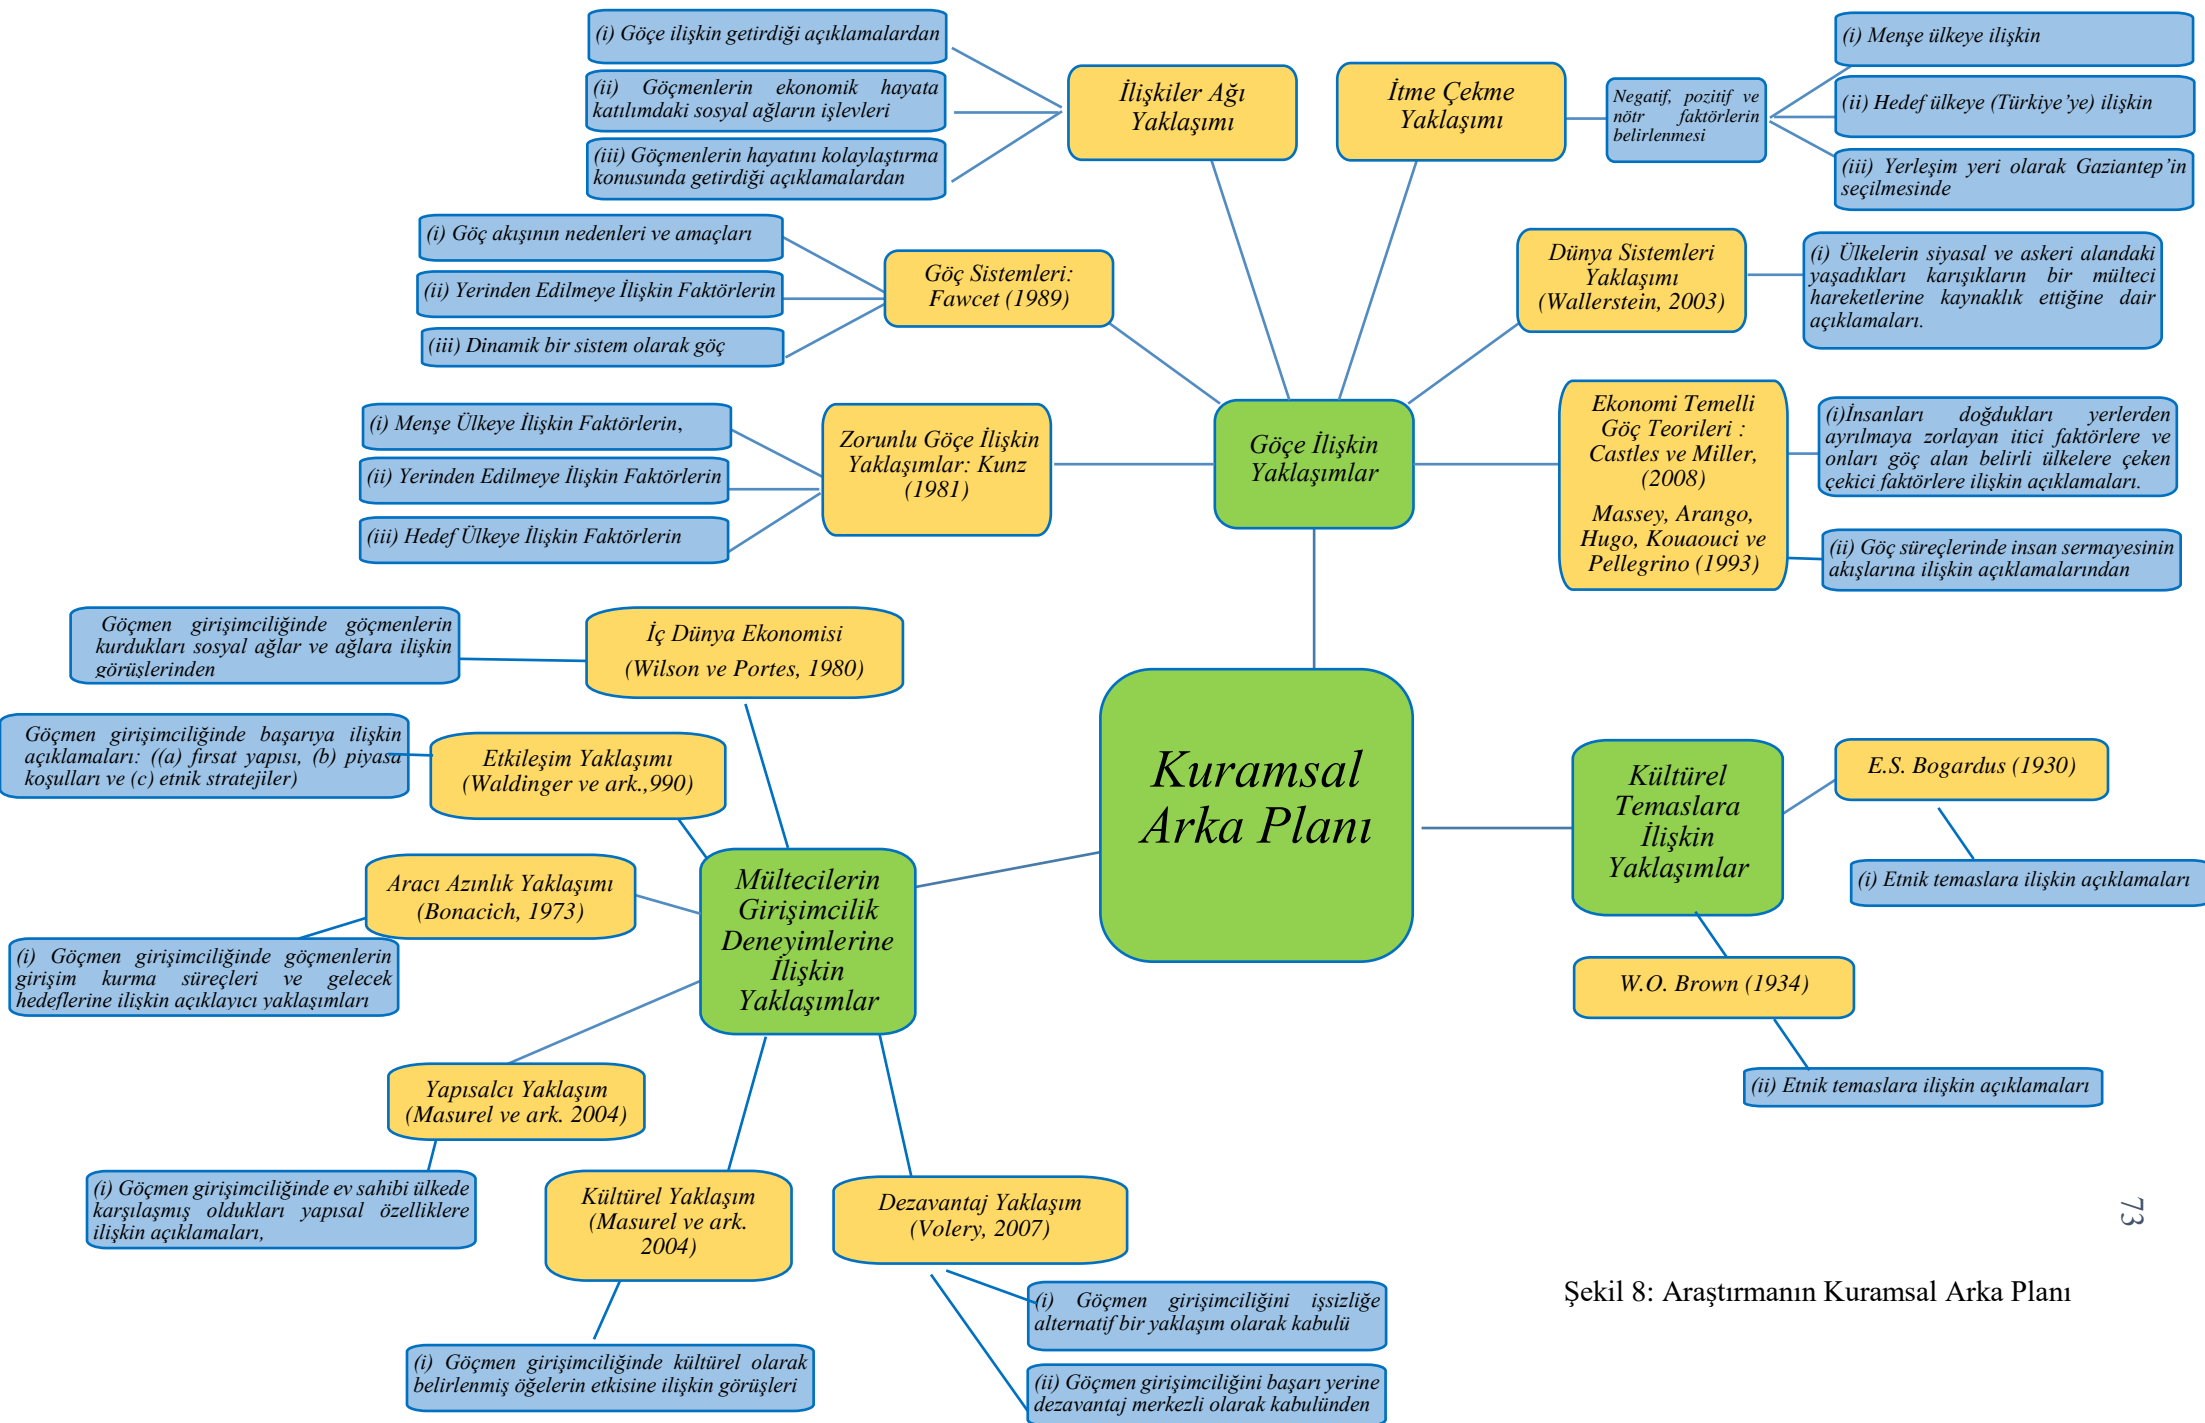 (i) Göçe ilişkin getirdiği açıklamalardan
(ii) Göçmenlerin ekonomik hayata
katılımdaki sosyal ağların işlevleri
(iii) Göçmenlerin hayatını kolaylaştırma
konusunda getirdiği açıklamalardan
İlişkiler Ağı
Yaklaşımı
İtme Çekme
Yaklaşımı
Negatif, pozitif ve
nötr faktörlerin
belirlenmesi
(i) Menşe ülkeye ilişkin
(ii) Hedef ülkeye (Türkiye’ye) ilişkin
(iii) Yerleşim yeri olarak Gaziantep’in
seçilmesinde
(i) Göç akışının nedenleri ve amaçları
(ii) Yerinden Edilmeye İlişkin Faktörlerin
(iii) Dinamik bir sistem olarak göç
Göç Sistemleri:
Fawcet (1989)
Dünya Sistemleri
Yaklaşımı
(Wallerstein, 2003)
(i) Ülkelerin siyasal ve askeri alandaki
yaşadıkları karışıkların bir mülteci
hareketlerine kaynaklık ettiğine dair
açıklamaları.
(i) Menşe Ülkeye İlişkin Faktörlerin,
(ii) Yerinden Edilmeye İlişkin Faktörlerin
(iii) Hedef Ülkeye İlişkin Faktörlerin
Zorunlu Göçe İlişkin
Yaklaşımlar: Kunz
(1981)
Göçe İlişkin
Yaklaşımlar
Ekonomi Temelli
Göç Teorileri :
Castles ve Miller,
(2008)
Massey, Arango,
Hugo, Kouaouci ve
Pellegrino (1993)
(i)İnsanları doğdukları yerlerden
ayrılmaya zorlayan itici faktörlere ve
onları göç alan belirli ülkelere çeken
çekici faktörlere ilişkin açıklamaları.
(ii) Göç süreçlerinde insan sermayesinin
akışlarına ilişkin açıklamalarından
Göçmen girişimciliğinde göçmenlerin
kurdukları sosyal ağlar ve ağlara ilişkin
görüşlerinden
İç Dünya Ekonomisi
(Wilson ve Portes, 1980)
Göçmen girişimciliğinde başarıya ilişkin
açıklamaları: ((a) fırsat yapısı, (b) piyasa
koşulları ve (c) etnik stratejiler)
Etkileşim Yaklaşımı
(Waldinger ve ark.,990)
Kuramsal
Arka Planı
Kültürel
Temaslara
İlişkin
Yaklaşımlar
E.S. Bogardus (1930)
(i) Etnik temaslara ilişkin açıklamaları
W.O. Brown (1934)
(ii) Etnik temaslara ilişkin açıklamaları
Aracı Azınlık Yaklaşımı
(Bonacich, 1973)
(i) Göçmen girişimciliğinde göçmenlerin
girişim kurma süreçleri ve gelecek
hedeflerine ilişkin açıklayıcı yaklaşımları
Mültecilerin
Girişimcilik
Deneyimlerine
İlişkin
Yaklaşımlar
Yapısalcı Yaklaşım
(Masurel ve ark. 2004)
(i) Göçmen girişimciliğinde ev sahibi ülkede
karşılaşmış oldukları yapısal özelliklere
ilişkin açıklamaları,
Kültürel Yaklaşım
(Masurel ve ark.
2004)
(i) Göçmen girişimciliğinde kültürel olarak
belirlenmiş öğelerin etkisine ilişkin görüşleri
Dezavantaj Yaklaşım
(Volery, 2007)
(i) Göçmen girişimciliğini işsizliğe
alternatif bir yaklaşım olarak kabulü
(ii) Göçmen girişimciliğini başarı yerine
dezavantaj merkezli olarak kabulünden
73
Şekil 8: Araştırmanın Kuramsal Arka Planı